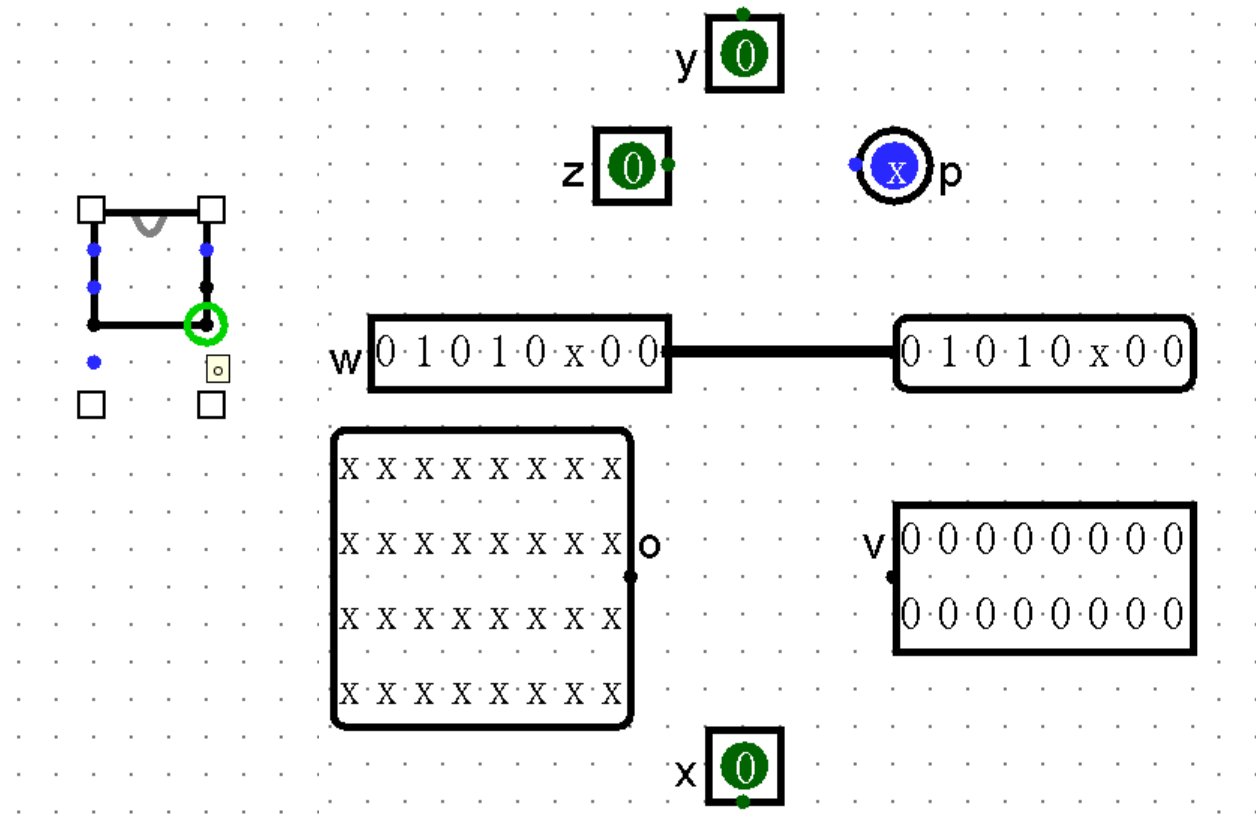 y 0
z 0
x p
w 0 1 0 1 0 x 0 0
0 1 0 1 0 x 0 0
x x x x x x x x
x x x x x x x x
x x x x x x x x
x x x x x x x x
o
v
0 0 0 0 0 0 0 0
0 0 0 0 0 0 0 0
x 0
o